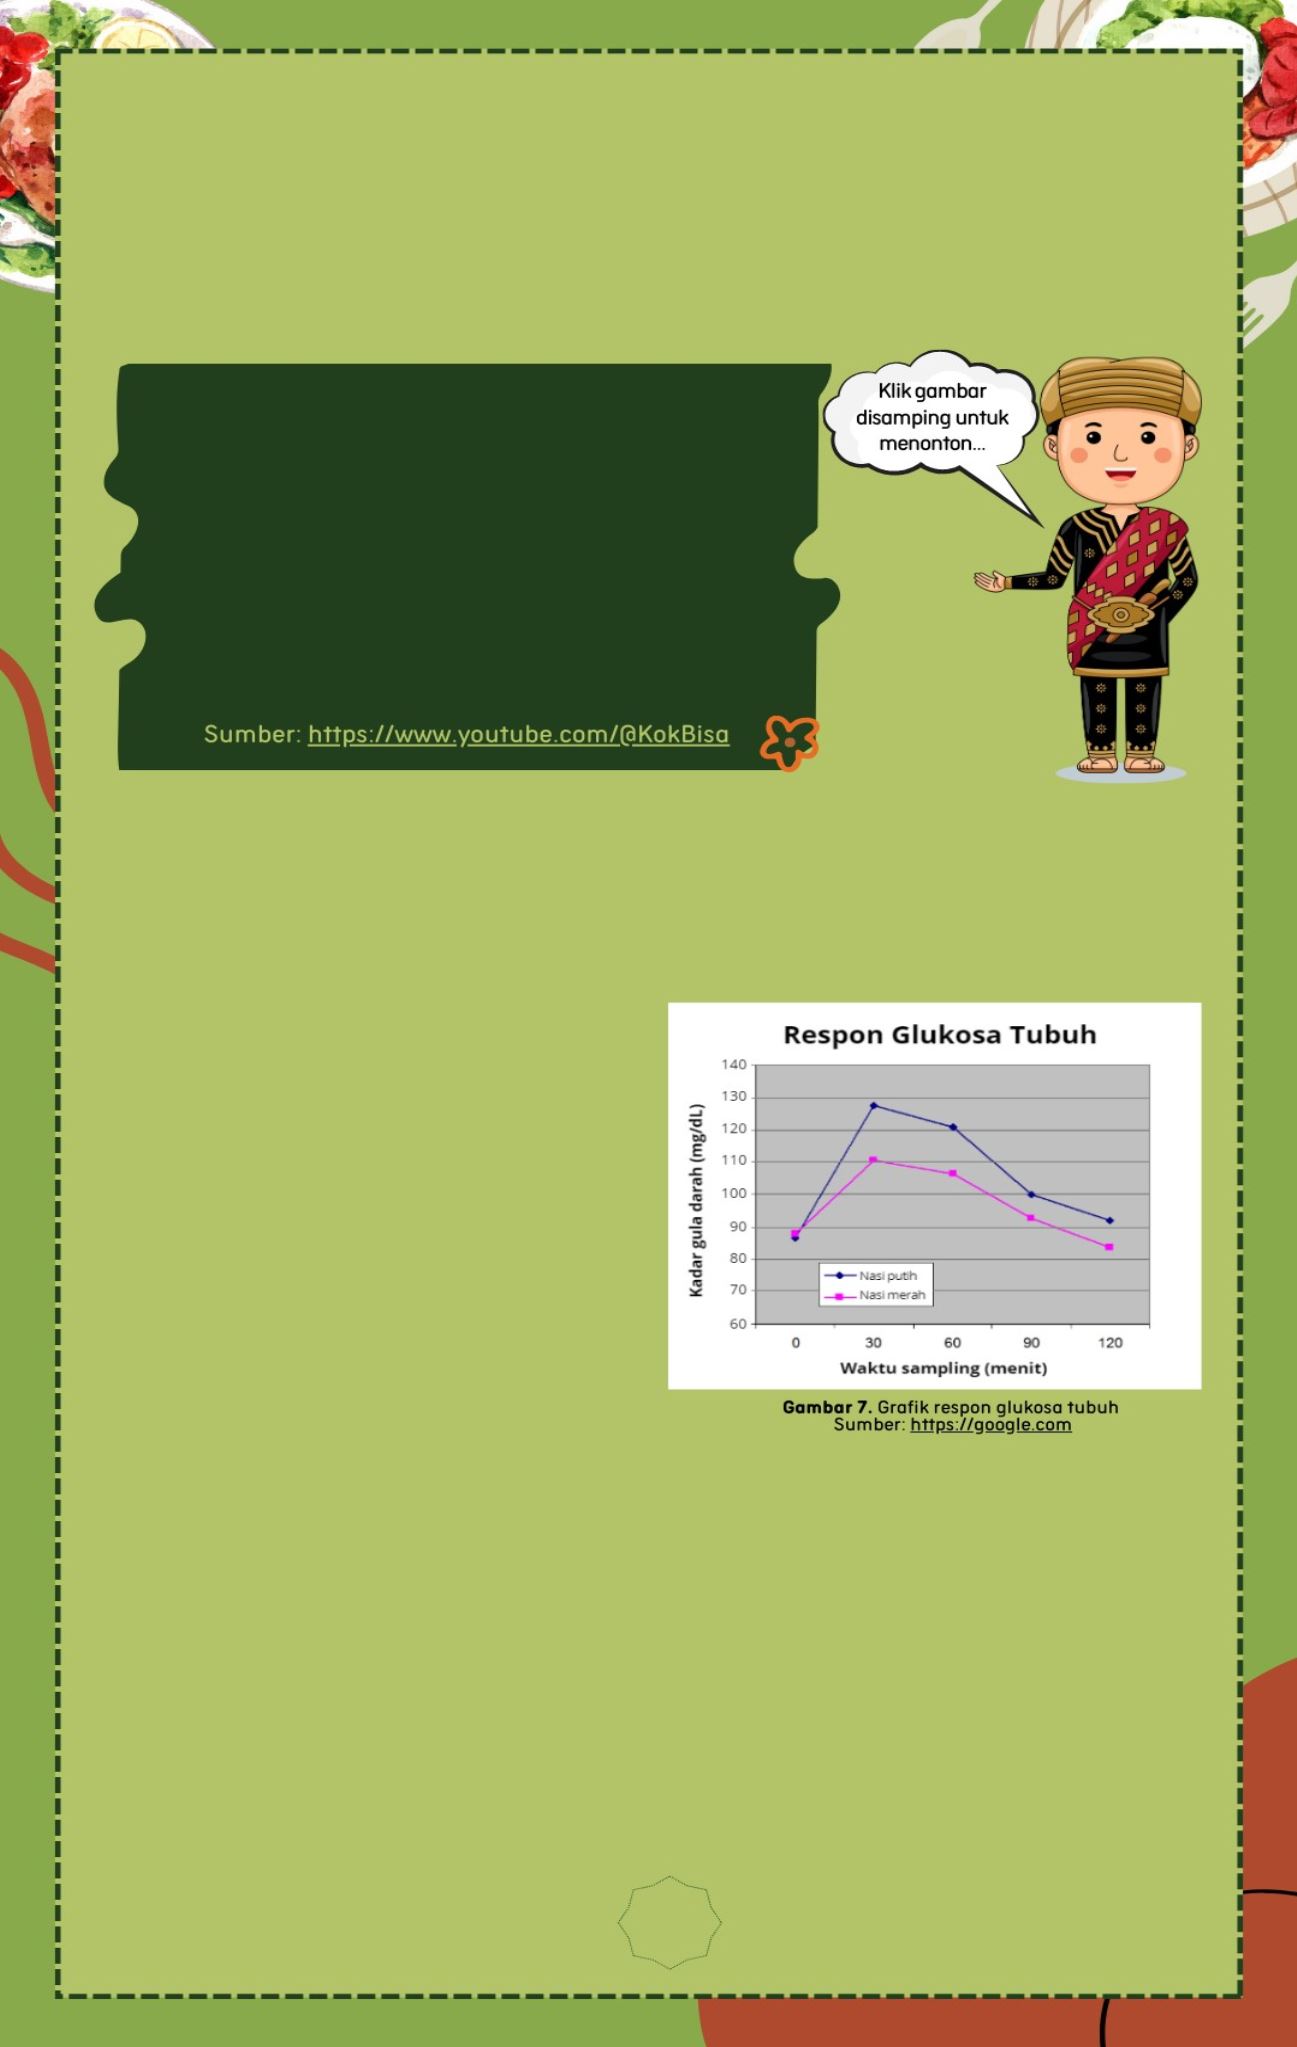 Klik gambar
disamping untuk
menonton...
Sumber: https://www.youtube.com/@KokBisa
Respon Glukosa Tubuh
Kadar gula darah (mg/dL)
140
130
120
110
100
90
80
70
60
Nasi putih
Nasi merah
0 30 60 90 120
Waktu sampling (menit)
Gambar 7. Grafik respon glukosa tubuh
Sumber: https://google.com